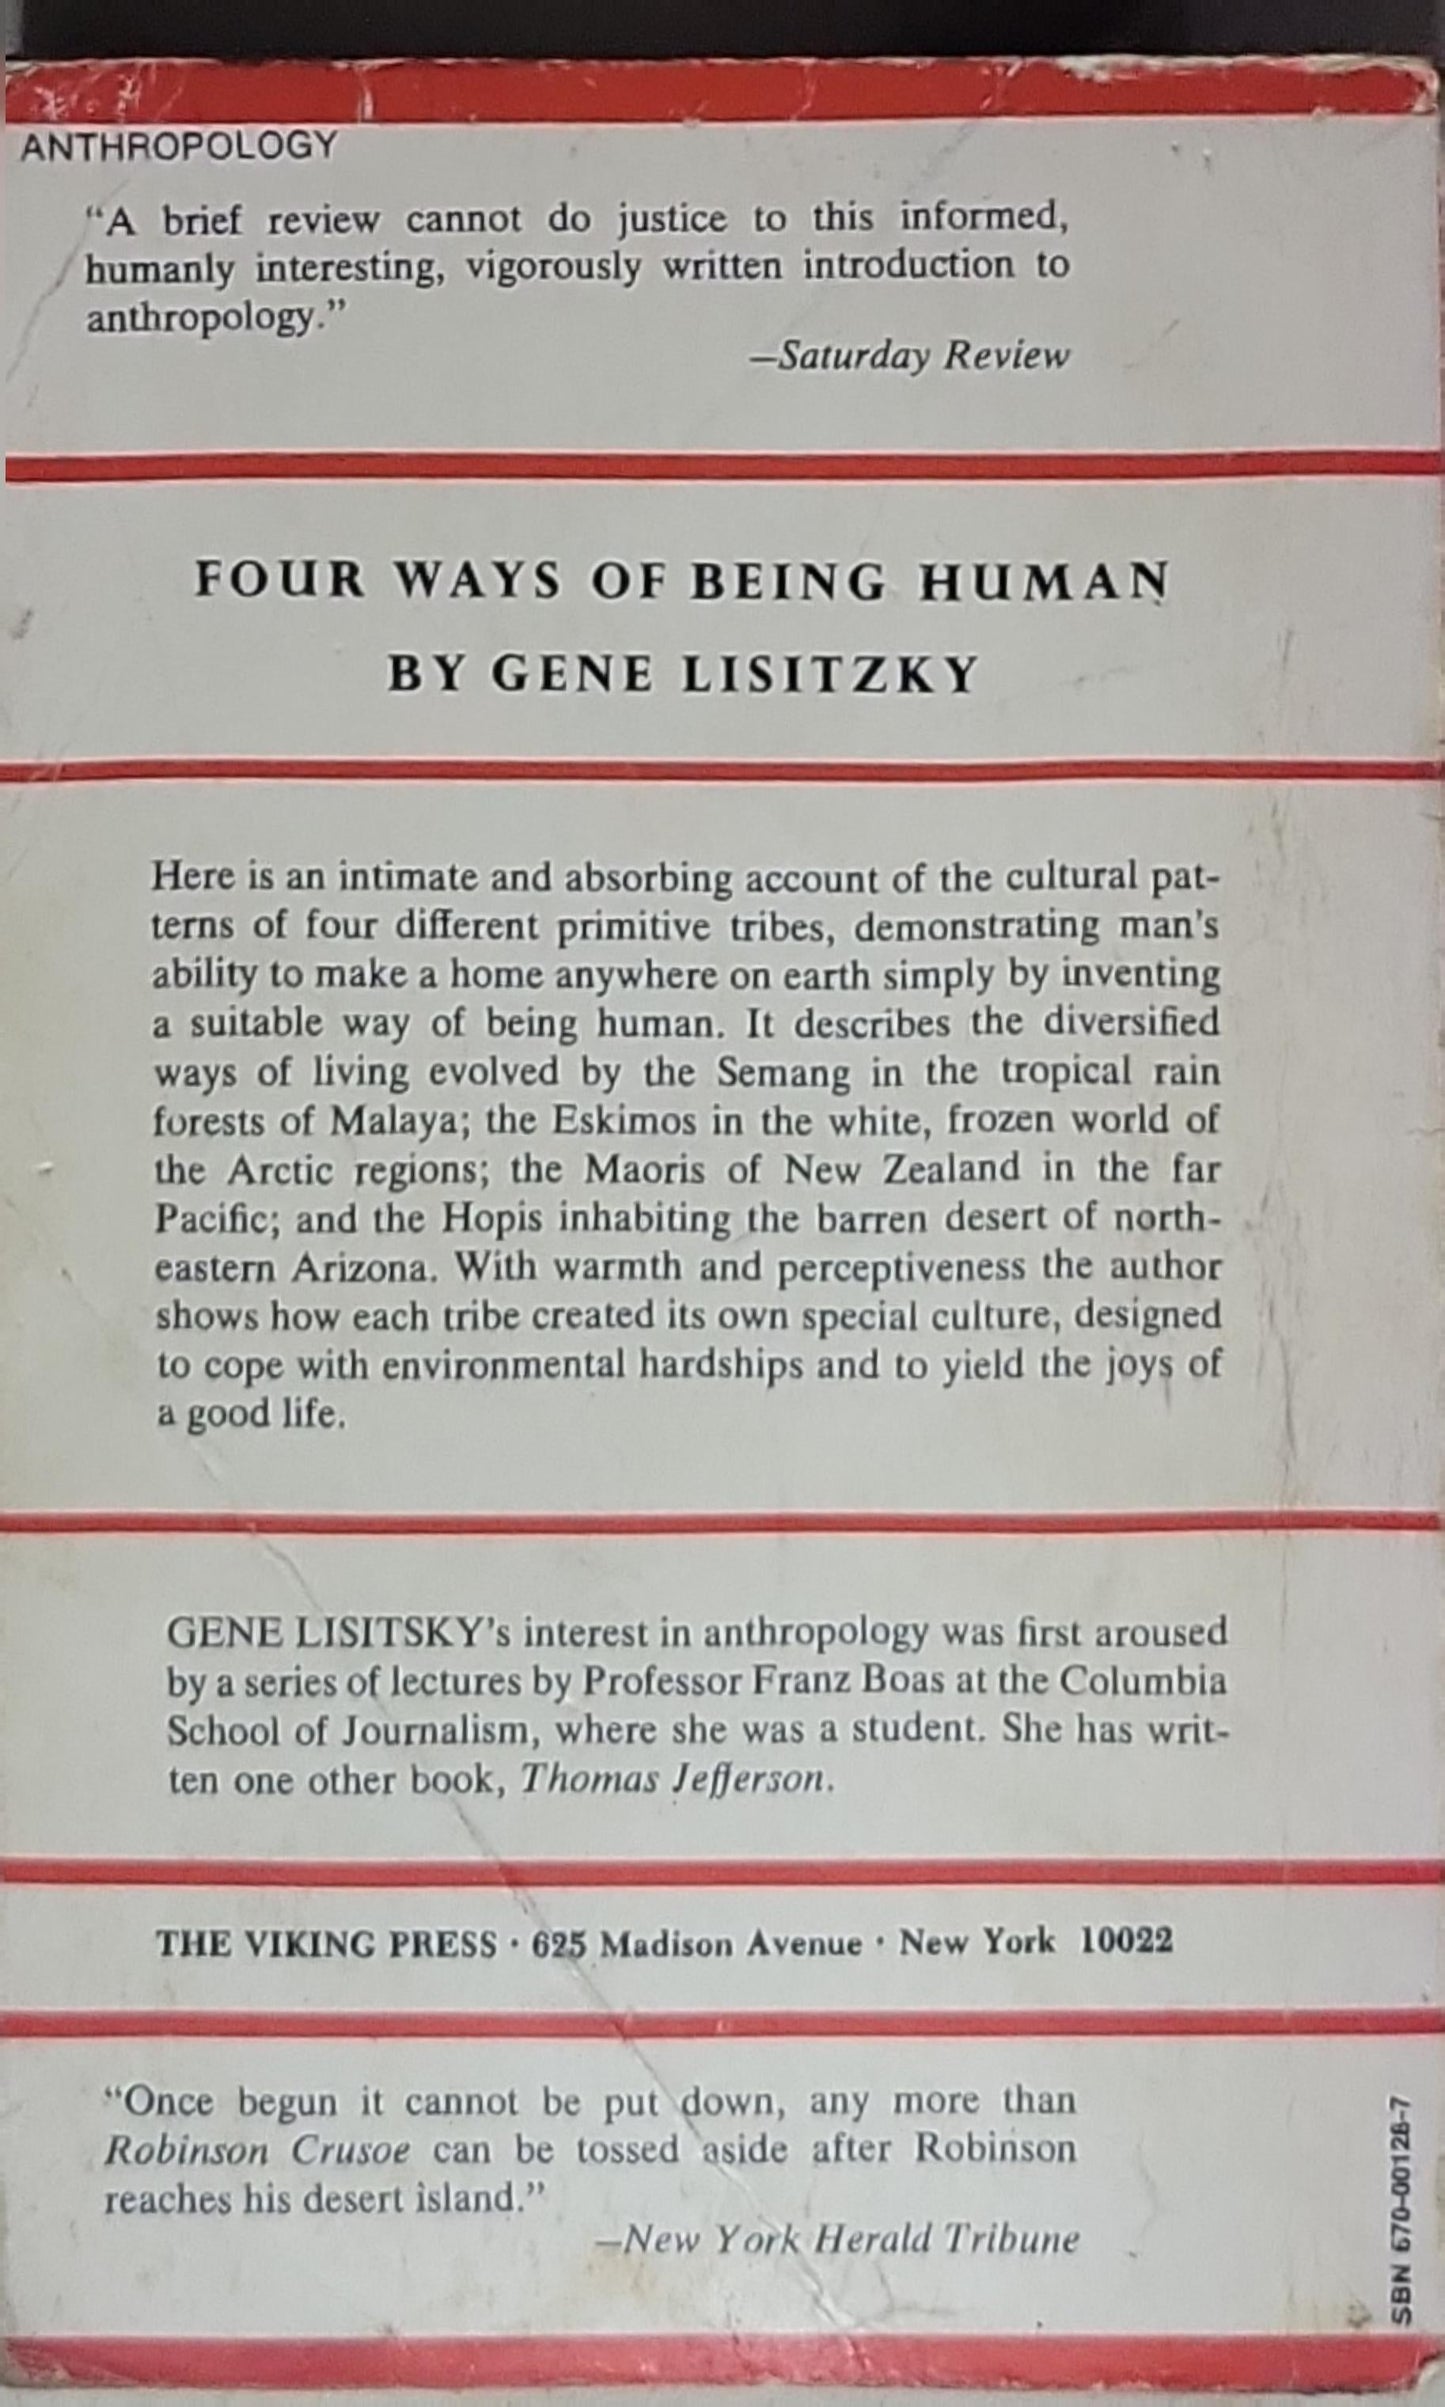 ANTHROPOLOGY
“A brief review cannot do justice to this informed,
humanly interesting, vigorously written introduction to
anthropology.”
—Saturday Review
FOUR WAYS OF BEING HUMAN
BY GENE LISITZKY
Here is an intimate and absorbing account of the cultural pat-
terns of four different primitive tribes, demonstrating man's
ability to make a home anywhere on earth simply by inventing
a suitable way of being human. It describes the diversified
ways of living evolved by the Semang in the tropical rain
forests of Malaya; the Eskimos in the white, frozen world of
the Arctic regions; the Maoris of New Zealand in the far
Pacific; and the Hopis inhabiting the barren desert of north-
eastern Arizona. With warmth and perceptiveness the author
shows how each tribe created its own special culture, designed
to cope with environmental hardships and to yield the joys of
a good life.
GENE LISITSKY's interest in anthropology was first aroused
by a series of lectures by Professor Franz Boas at the Columbia
School of Journalism, where she was a student. She has writ-
ten one other book, Thomas Jefferson.
THE VIKING PRESS · 625 Madison Avenue · New York 10022
“Once begun it cannot be put down, any more than
Robinson Crusoe can be tossed aside after Robinson
reaches his desert island.”
—New York Herald Tribune
SBN 670-00128-7